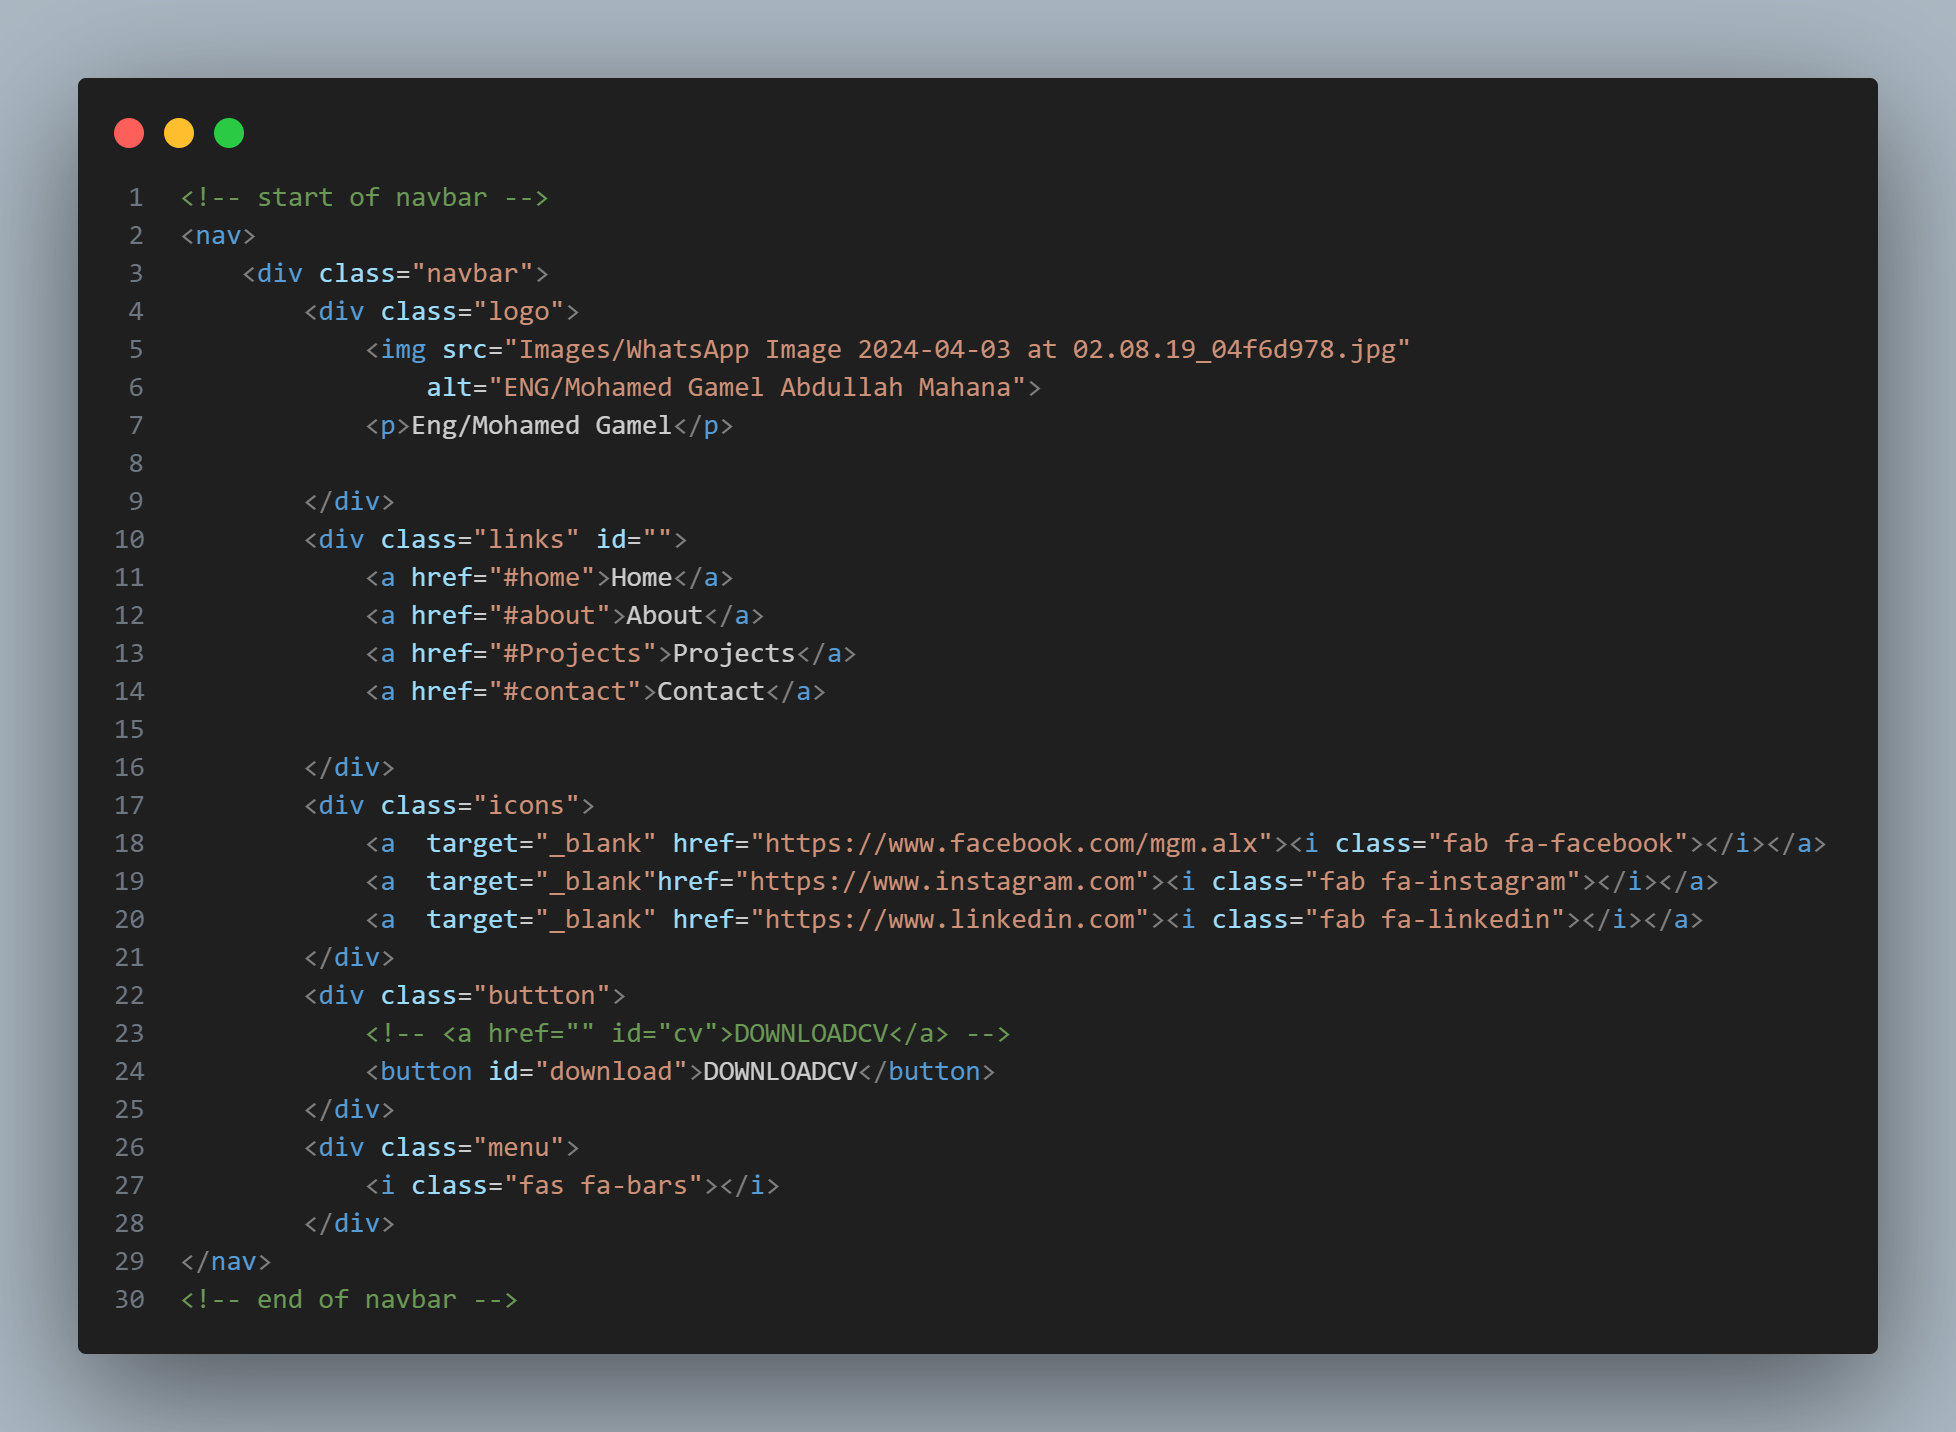 1 <!-- start of navbar -->
2 <nav>
3     <div class="navbar">
4         <div class="logo">
5             <img src="Images/WhatsApp Image 2024-04-03 at 02.08.19_04f6d978.jpg"
6                 alt="ENG/Mohamed Gamel Abdullah Mahana">
7             <p>Eng/Mohamed Gamel</p>
8
9         </div>
10         <div class="links" id="">
11             <a href="#home">Home</a>
12             <a href="#about">About</a>
13             <a href="#Projects">Projects</a>
14             <a href="#contact">Contact</a>
15
16         </div>
17         <div class="icons">
18             <a  target="_blank" href="https://www.facebook.com/mgm.alx"><i class="fab fa-facebook"></i></a>
19             <a  target="_blank"href="https://www.instagram.com"><i class="fab fa-instagram"></i></a>
20             <a  target="_blank" href="https://www.linkedin.com"><i class="fab fa-linkedin"></i></a>
21         </div>
22         <div class="buttton">
23             <!-- <a href="" id="cv">DOWNLOADCV</a> -->
24             <button id="download">DOWNLOADCV</button>
25         </div>
26         <div class="menu">
27             <i class="fas fa-bars"></i>
28         </div>
29 </nav>
30 <!-- end of navbar -->